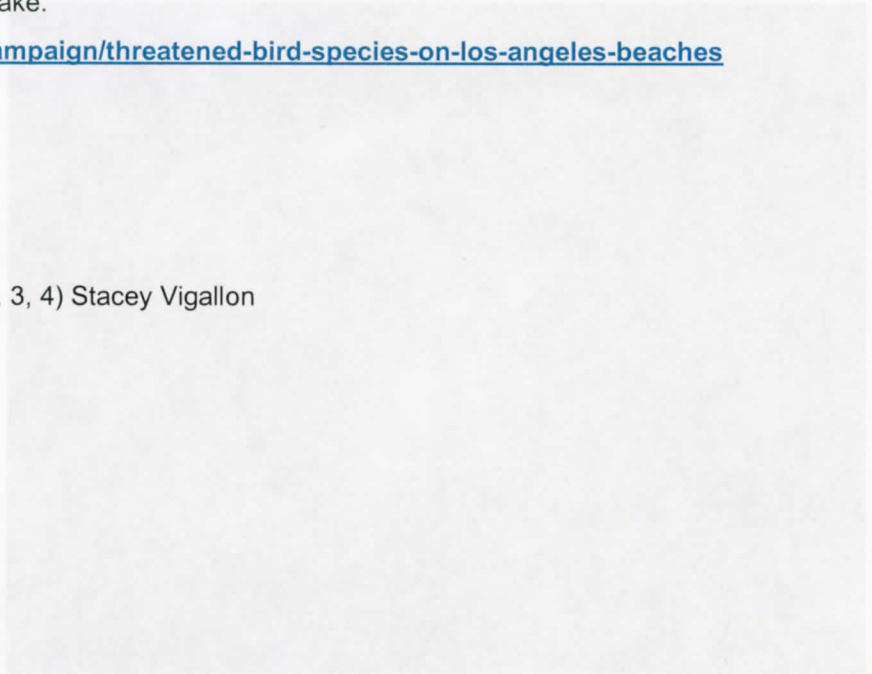 ake.
mpaign/threatened-bird-species-on-los-angeles-beaches
, 3, 4) Stacey Vigallon